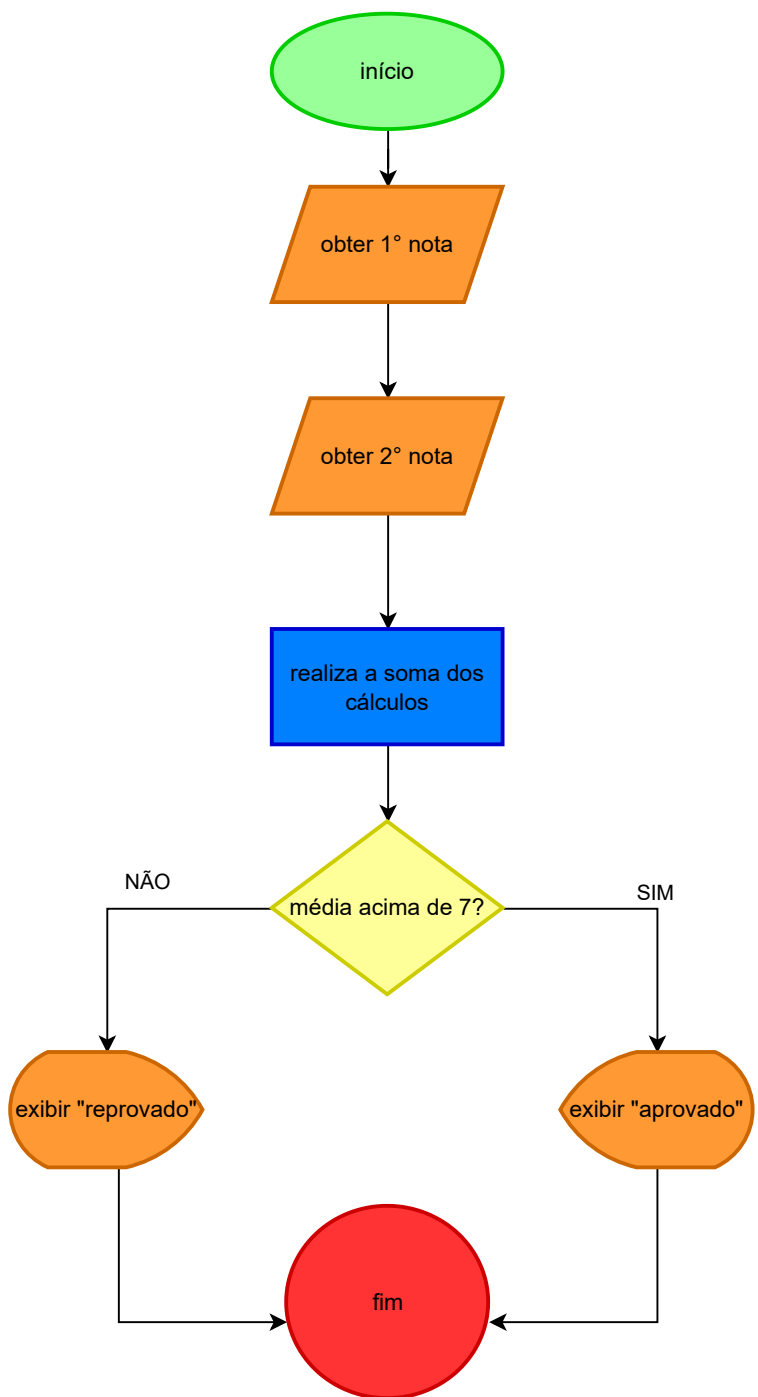 início
obter 1° nota
obter 2° nota
realiza a soma dos
cálculos
média acima de 7?
NÃO
SIM
exibir "reprovado"
exibir "aprovado"
fim